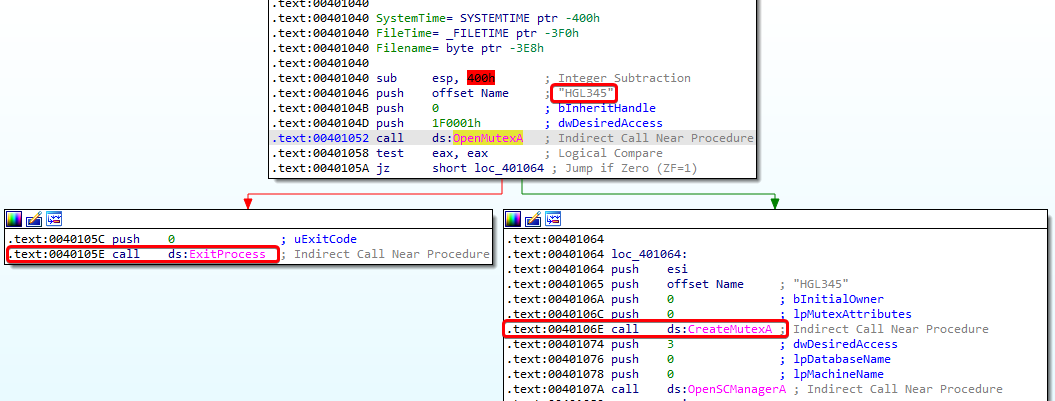 .text:00401040
.text:00401040 SystemTime= SYSTEMTIME ptr -400h
.text:00401040 FileTime= _FILETIME ptr -3F0h
.text:00401040 Filename= byte ptr -3E8h
.text:00401040
.text:00401040 sub     esp, 400h       ; Integer Subtraction
.text:00401046 push    offset Name     ; "HGL345"
.text:0040104B push    0               ; bInheritHandle
.text:0040104D push    1F0001h         ; dwDesiredAccess
.text:00401052 call    ds:OpenMutexA   ; Indirect Call Near Procedure
.text:00401058 test    eax, eax        ; Logical Compare
.text:0040105A jz      short loc_401064 ; Jump if Zero (ZF=1)
.text:0040105C push    0               ; uExitCode
.text:0040105E call    ds:ExitProcess  ; Indirect Call Near Procedure
.text:00401064
.text:00401064 loc_401064:
.text:00401064 push    esi
.text:00401065 push    offset Name     ; "HGL345"
.text:0040106A push    0               ; bInitialOwner
.text:0040106C push    0               ; lpMutexAttributes
.text:0040106E call    ds:CreateMutexA ; Indirect Call Near Procedure
.text:00401074 push    3               ; dwDesiredAccess
.text:00401076 push    0               ; lpDatabaseName
.text:00401078 push    0               ; lpMachineName
.text:0040107A call    ds:OpenSCManagerA ; Indirect Call Near Procedure